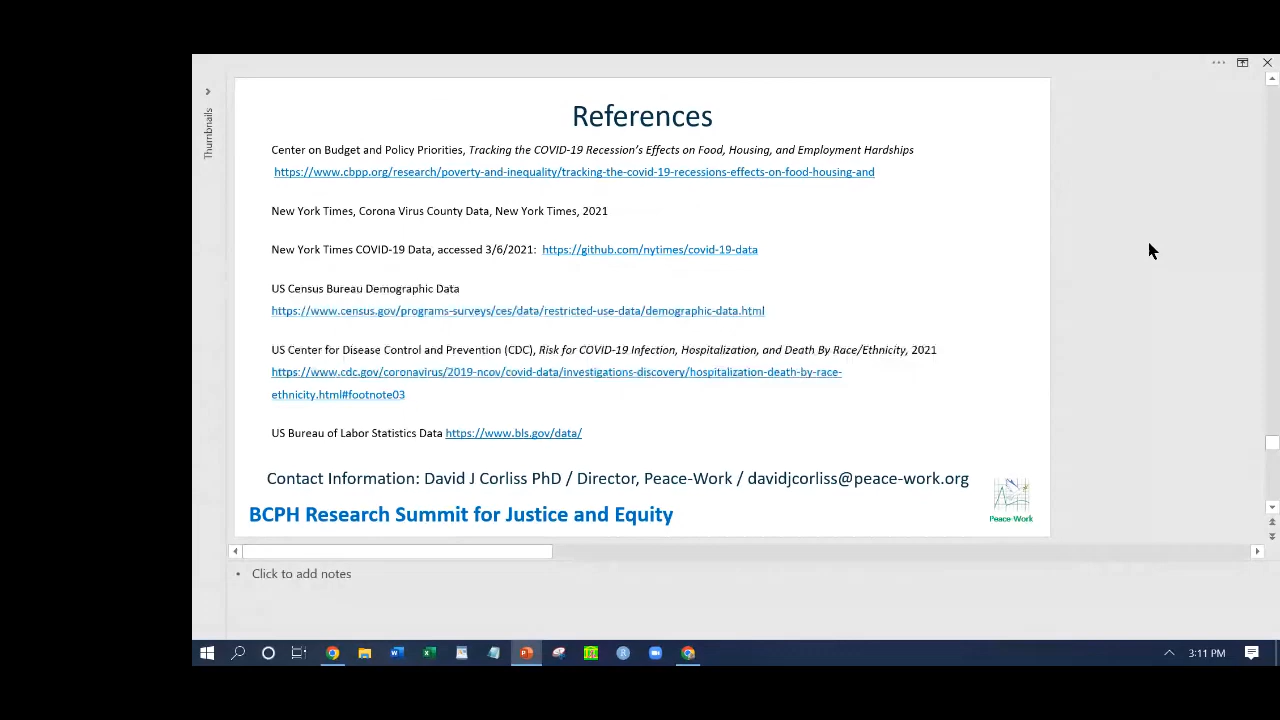 Thumbnails
References
Center on Budget and Policy Priorities, Tracking the COVID-19 Recession's Effects on Food, Housing, and Employment Hardships
https://www.cbpp.org/research/poverty-and-inequality/tracking-the-covid-19-recessions-effects-on-food-housing-and
New York Times, Corona Virus County Data, New York Times, 2021
New York Times COVID-19 Data, accessed 3/6/2021: https://github.com/nytimes/covid-19-data
US Census Bureau Demographic Data
https://www.census.gov/programs-surveys/ces/data/restricted-use-data/demographic-data.html
US Center for Disease Control and Prevention (CDC), Risk for COVID-19 Infection, Hospitalization, and Death By Race/Ethnicity, 2021
https://www.cdc.gov/coronavirus/2019-ncov/covid-data/investigations-discovery/hospitalization-death-by-race-
ethnicity.html#footnote03
US Bureau of Labor Statistics Data https://www.bls.gov/data/
Contact Information: David J Corliss PhD / Director, Peace-Work / davidjcorliss@peace-work.org
BCPH Research Summit for Justice and Equity
Peace-Work
• Click to add notes
3:11 PM